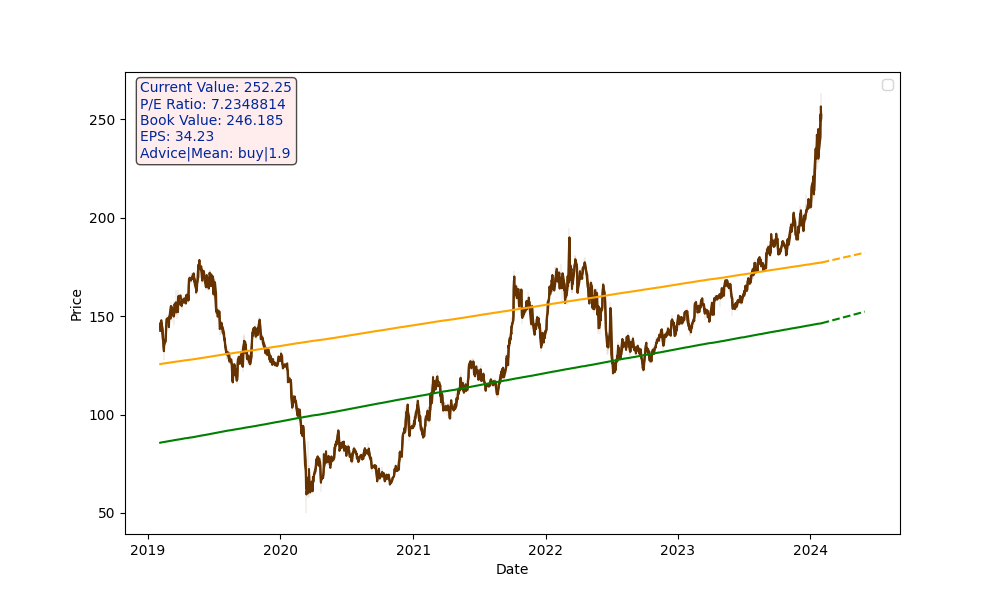 Current Value: 252.25
P/E Ratio: 7.2348814
Book Value: 246.185
EPS: 34.23
Advice|Mean: buy|1.9
250
200
150
100
50
Price
2019 2020 2021 2022 2023 2024
Date